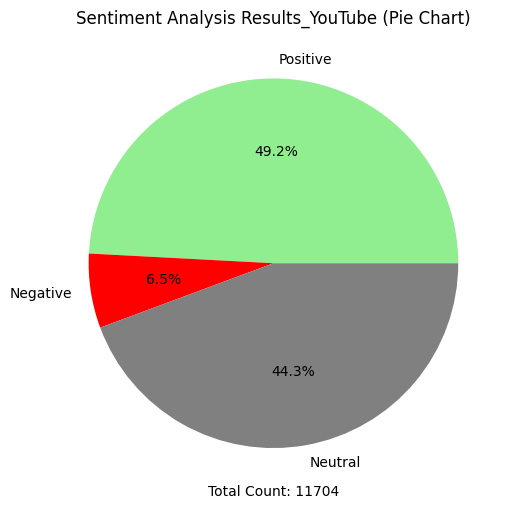 Sentiment Analysis Results_YouTube (Pie Chart)
Positive
49.2%
6.5%
Negative
44.3%
Neutral
Total Count: 11704